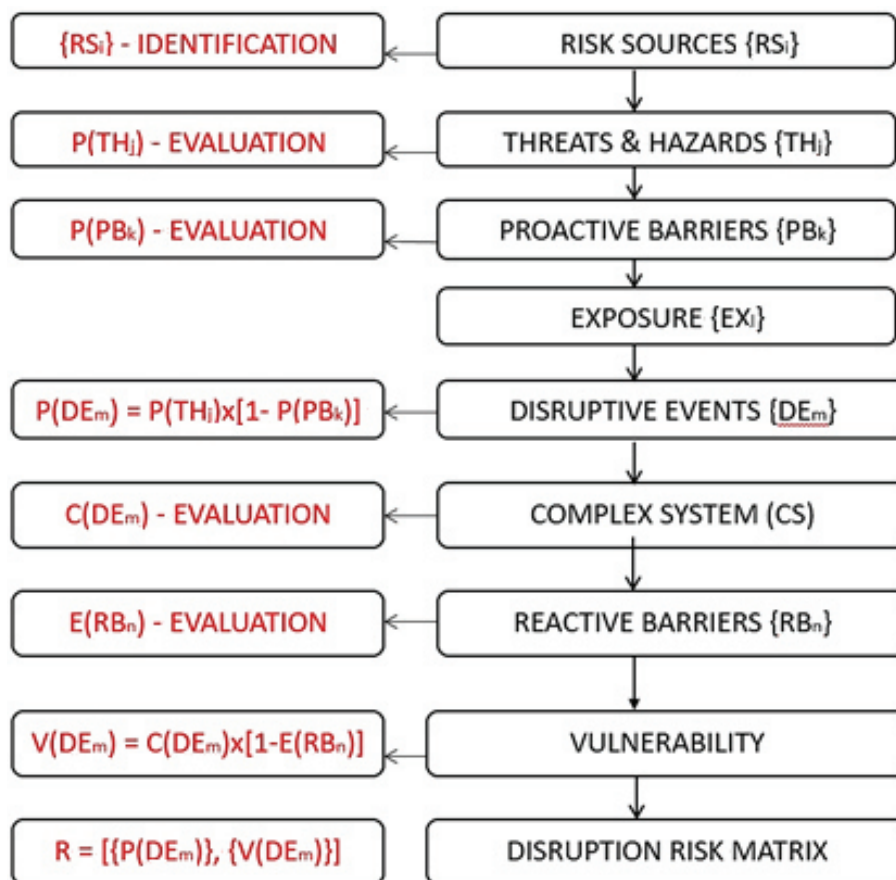 {RSᵢ} - IDENTIFICATION
RISK SOURCES {RSᵢ}
P(THⱼ) - EVALUATION
THREATS & HAZARDS {THⱼ}
P(PBₖ) - EVALUATION
PROACTIVE BARRIERS {PBₖ}
EXPOSURE {EXⱼ}
P(DEₘ) = P(THⱼ)x[1- P(PBₖ)]
DISRUPTIVE EVENTS {DEₘ}
C(DEₘ) - EVALUATION
COMPLEX SYSTEM (CS)
E(RBₙ) - EVALUATION
REACTIVE BARRIERS {RBₙ}
V(DEₘ) = C(DEₘ)x[1-E(RBₙ)]
VULNERABILITY
R = [{P(DEₘ)}, {V(DEₘ)}]
DISRUPTION RISK MATRIX